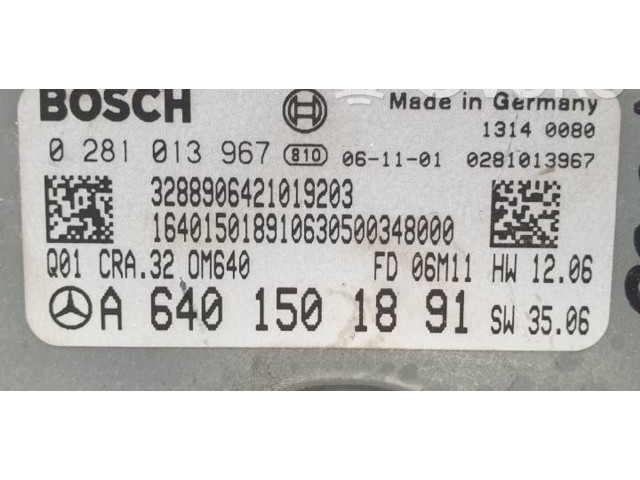 BOSCH Made in Germany
1314 0080
0 281 013 967 810 06-11-01 0281013967
3288906421019203
164015018910630500348000
Q01 CRA.32 OM640 FD 06M11 HW 12.06
A 640 150 18 91 SW 35.06